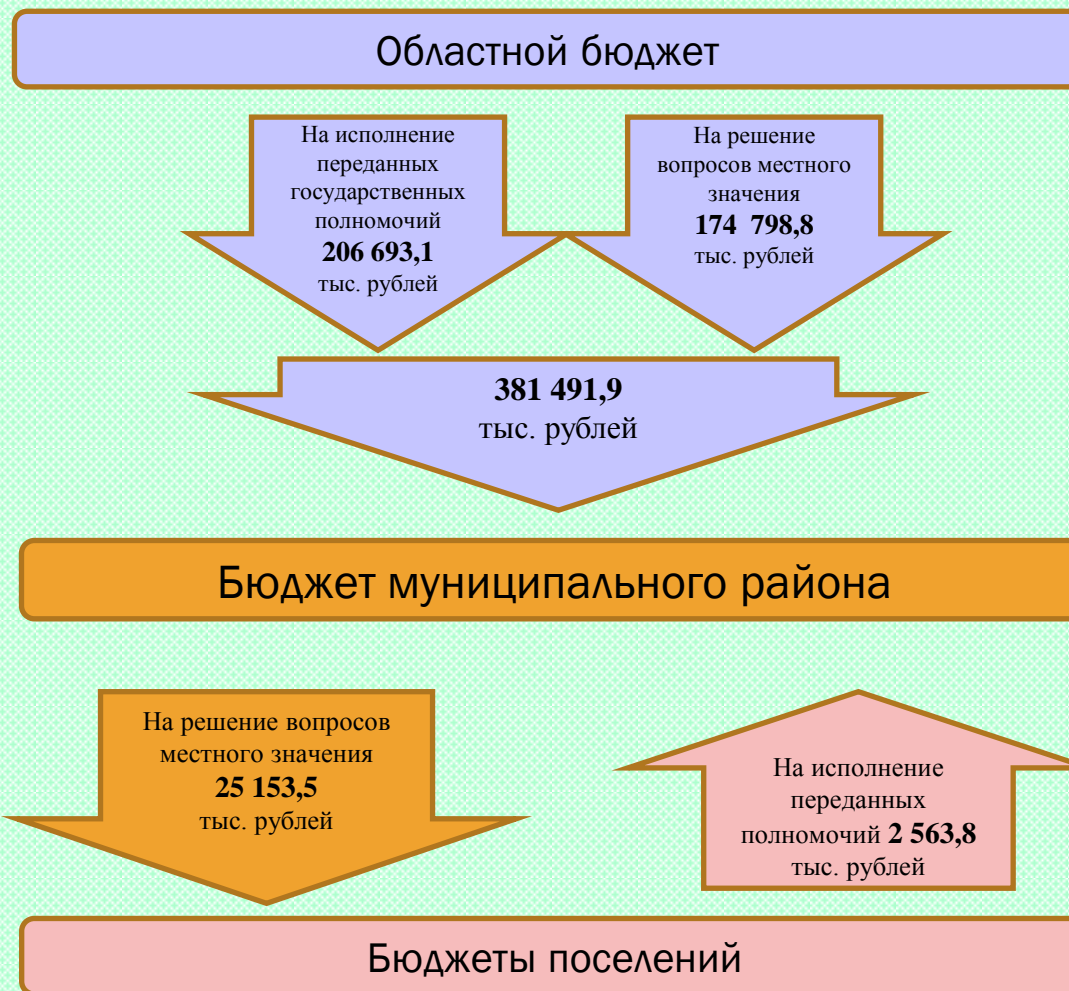 Областной бюджет
На исполнение
переданных
государственных
полномочий
206 693,1
тыс. рублей
На решение
вопросов местного
значения
174 798,8
тыс. рублей
381 491,9
тыс. рублей
Бюджет муниципального района
На решение вопросов
местного значения
25 153,5
тыс. рублей
На исполнение
переданных
полномочий 2 563,8
тыс. рублей
Бюджеты поселений